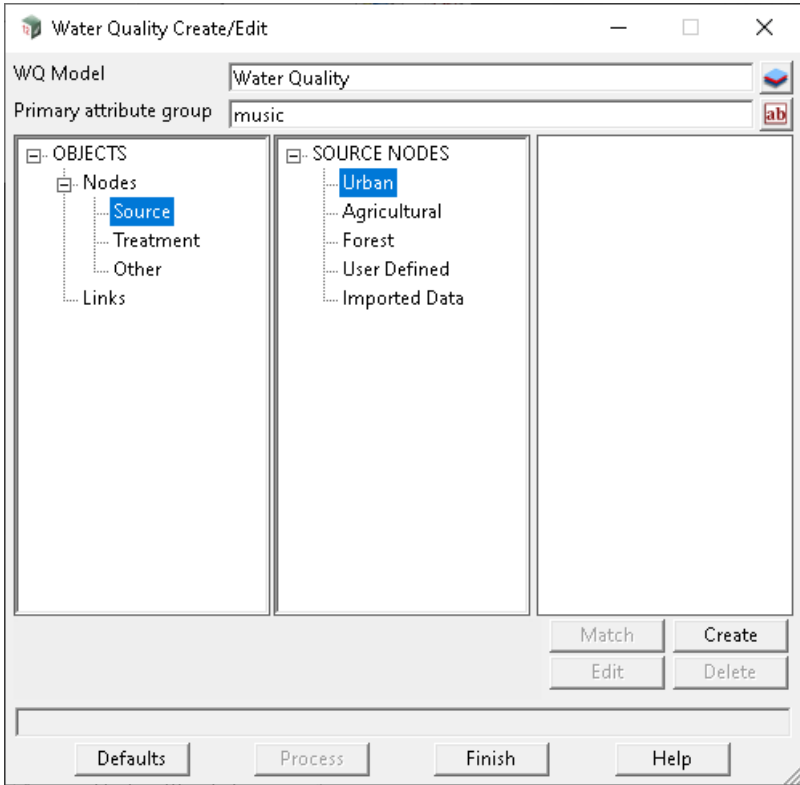 Water Quality Create/Edit
WQ Model Water Quality
Primary attribute group music ab
OBJECTS
Nodes
Source
Treatment
Other
Links
SOURCE NODES
Urban
Agricultural
Forest
User Defined
Imported Data
Match Create
Edit Delete
Defaults Process Finish Help